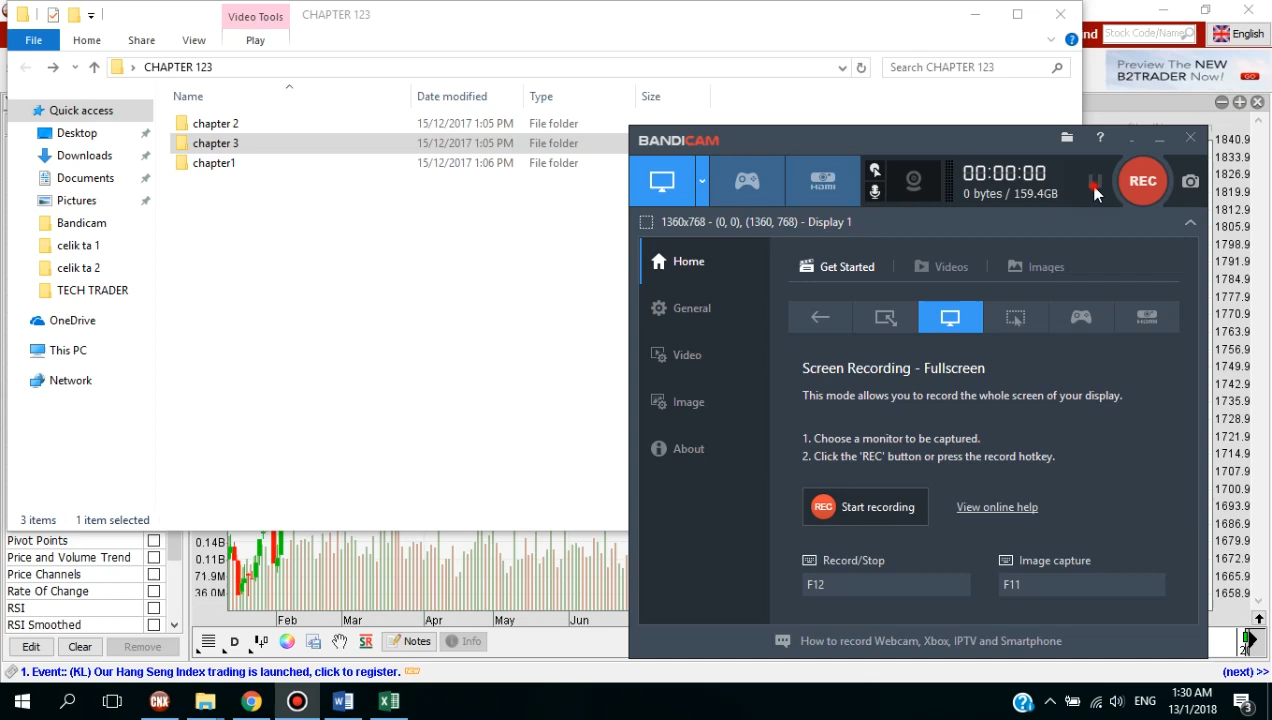 Video Tools
CHAPTER 123
File
Home
Share
View
Play
CHAPTER 123
Search CHAPTER 123
Name
Date modified
Type
Size
Quick access
Desktop
Downloads
Documents
Pictures
Bandicam
celik ta 1
celik ta 2
TECH TRADER
OneDrive
This PC
Network
chapter 2
15/12/2017 1:05 PM
File folder
chapter 3
15/12/2017 1:05 PM
File folder
chapter1
15/12/2017 1:06 PM
File folder
3 items
1 item selected
nd
Stock Code/Name
English
Preview The NEW
B2TRADER Now!
GO
BANDICAM
HDMI
00:00:00
0 bytes / 159.4GB
REC
1360x768 - (0, 0), (1360, 768) - Display 1
Home
General
Video
Image
About
Get Started
Videos
Images
HDMI
Screen Recording - Fullscreen
This mode allows you to record the whole screen of your display.
1. Choose a monitor to be captured.
2. Click the 'REC' button or press the record hotkey.
REC
Start recording
View online help
Record/Stop
Image capture
F12
F11
How to record Webcam, Xbox, IPTV and Smartphone
1840.9
1833.9
1826.9
1819.9
1812.9
1805.9
1798.9
1791.9
1784.9
1777.9
1770.9
1763.9
1756.9
1749.9
1742.9
1735.9
1728.9
1721.9
1714.9
1707.9
1700.9
1693.9
1686.9
1679.9
1672.9
1665.9
1658.9
Pivot Points
Price and Volume Trend
Price Channels
Rate Of Change
RSI
RSI Smoothed
Edit
Clear
Remove
0.14B
0.11B
71.9M
36.0M
Feb
Mar
Apr
May
Jun
D
SR
Notes
Info
1. Event:: (KL) Our Hang Seng Index trading is launched, click to register.
(next) >>
CNX
ENG
1:30 AM
13/1/2018
3